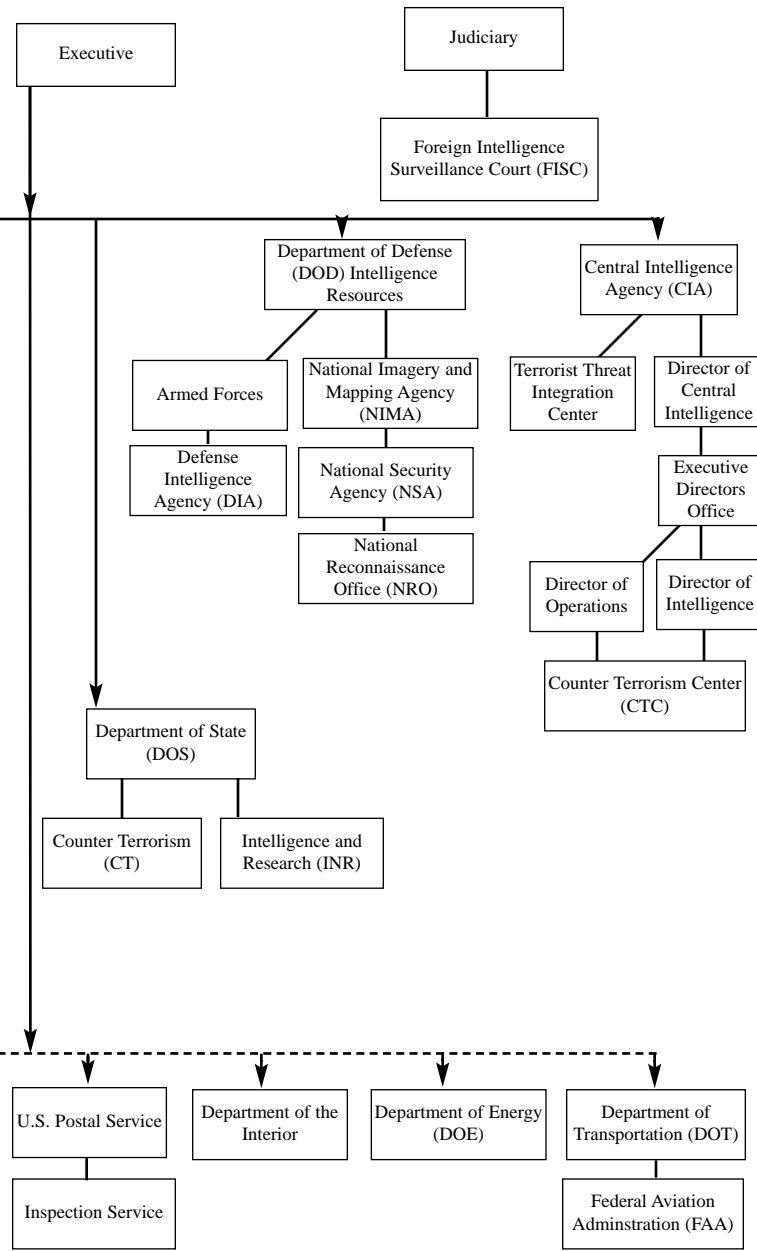 Executive
Judiciary
Foreign Intelligence
Surveillance Court (FISC)
Department of Defense
(DOD) Intelligence
Resources
Central Intelligence
Agency (CIA)
Armed Forces
National Imagery and
Mapping Agency
(NIMA)
Terrorist Threat
Integration
Center
Director of
Central
Intelligence
Defense
Intelligence
Agency (DIA)
National Security
Agency (NSA)
Executive
Directors
Office
National
Reconnaissance
Office (NRO)
Director of
Operations
Director of
Intelligence
Counter Terrorism Center
(CTC)
Department of State
(DOS)
Counter Terrorism
(CT)
Intelligence and
Research (INR)
U.S. Postal Service
Department of the
Interior
Department of Energy
(DOE)
Department of
Transportation (DOT)
Inspection Service
Federal Aviation
Adminstration (FAA)